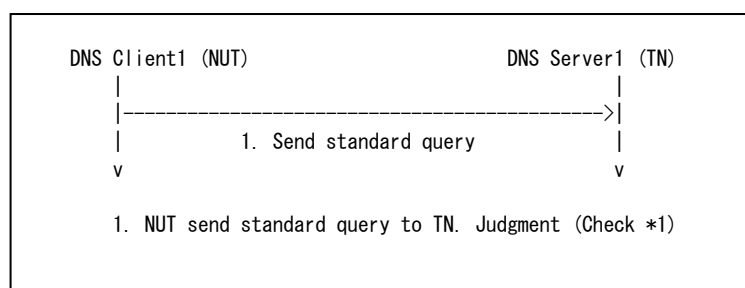 DNS Client1 (NUT) DNS Server1 (TN)
| |
|--------------------------------------------->|
| 1. Send standard query |
v v
1. NUT send standard query to TN. Judgment (Check *1)